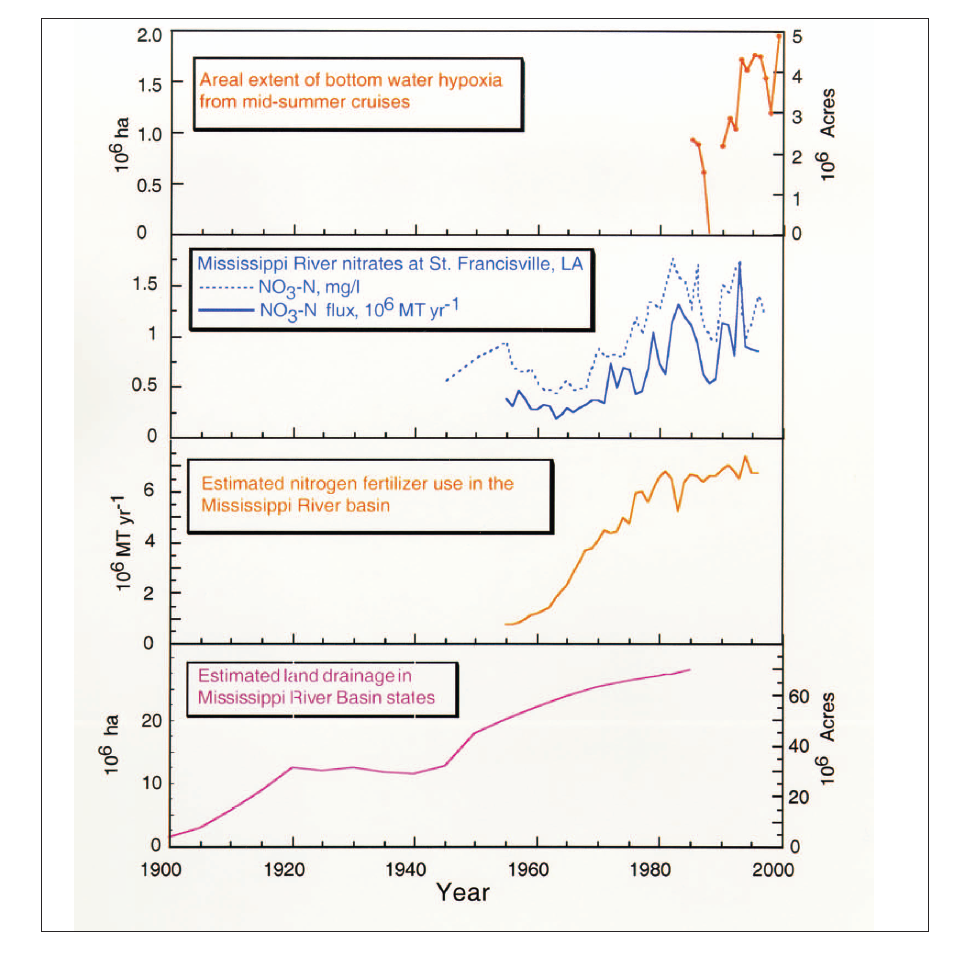 2.0
1.5
1.0
0.5
0
10⁶ ha
5
4
3
2
1
0
10⁶ Acres
Areal extent of bottom water hypoxia
from mid-summer cruises
1.5
1
0.5
0
Mississippi River nitrates at St. Francisville, LA
NO₃-N, mg/l
NO₃-N flux, 10⁶ MT yr⁻¹
6
4
2
0
10⁶ MT yr⁻¹
Estimated nitrogen fertilizer use in the
Mississippi River basin
20
10
0
10⁶ ha
60
40
20
0
10⁶ Acres
Estimated land drainage in
Mississippi River Basin states
1900 1920 1940 1960 1980 2000
Year